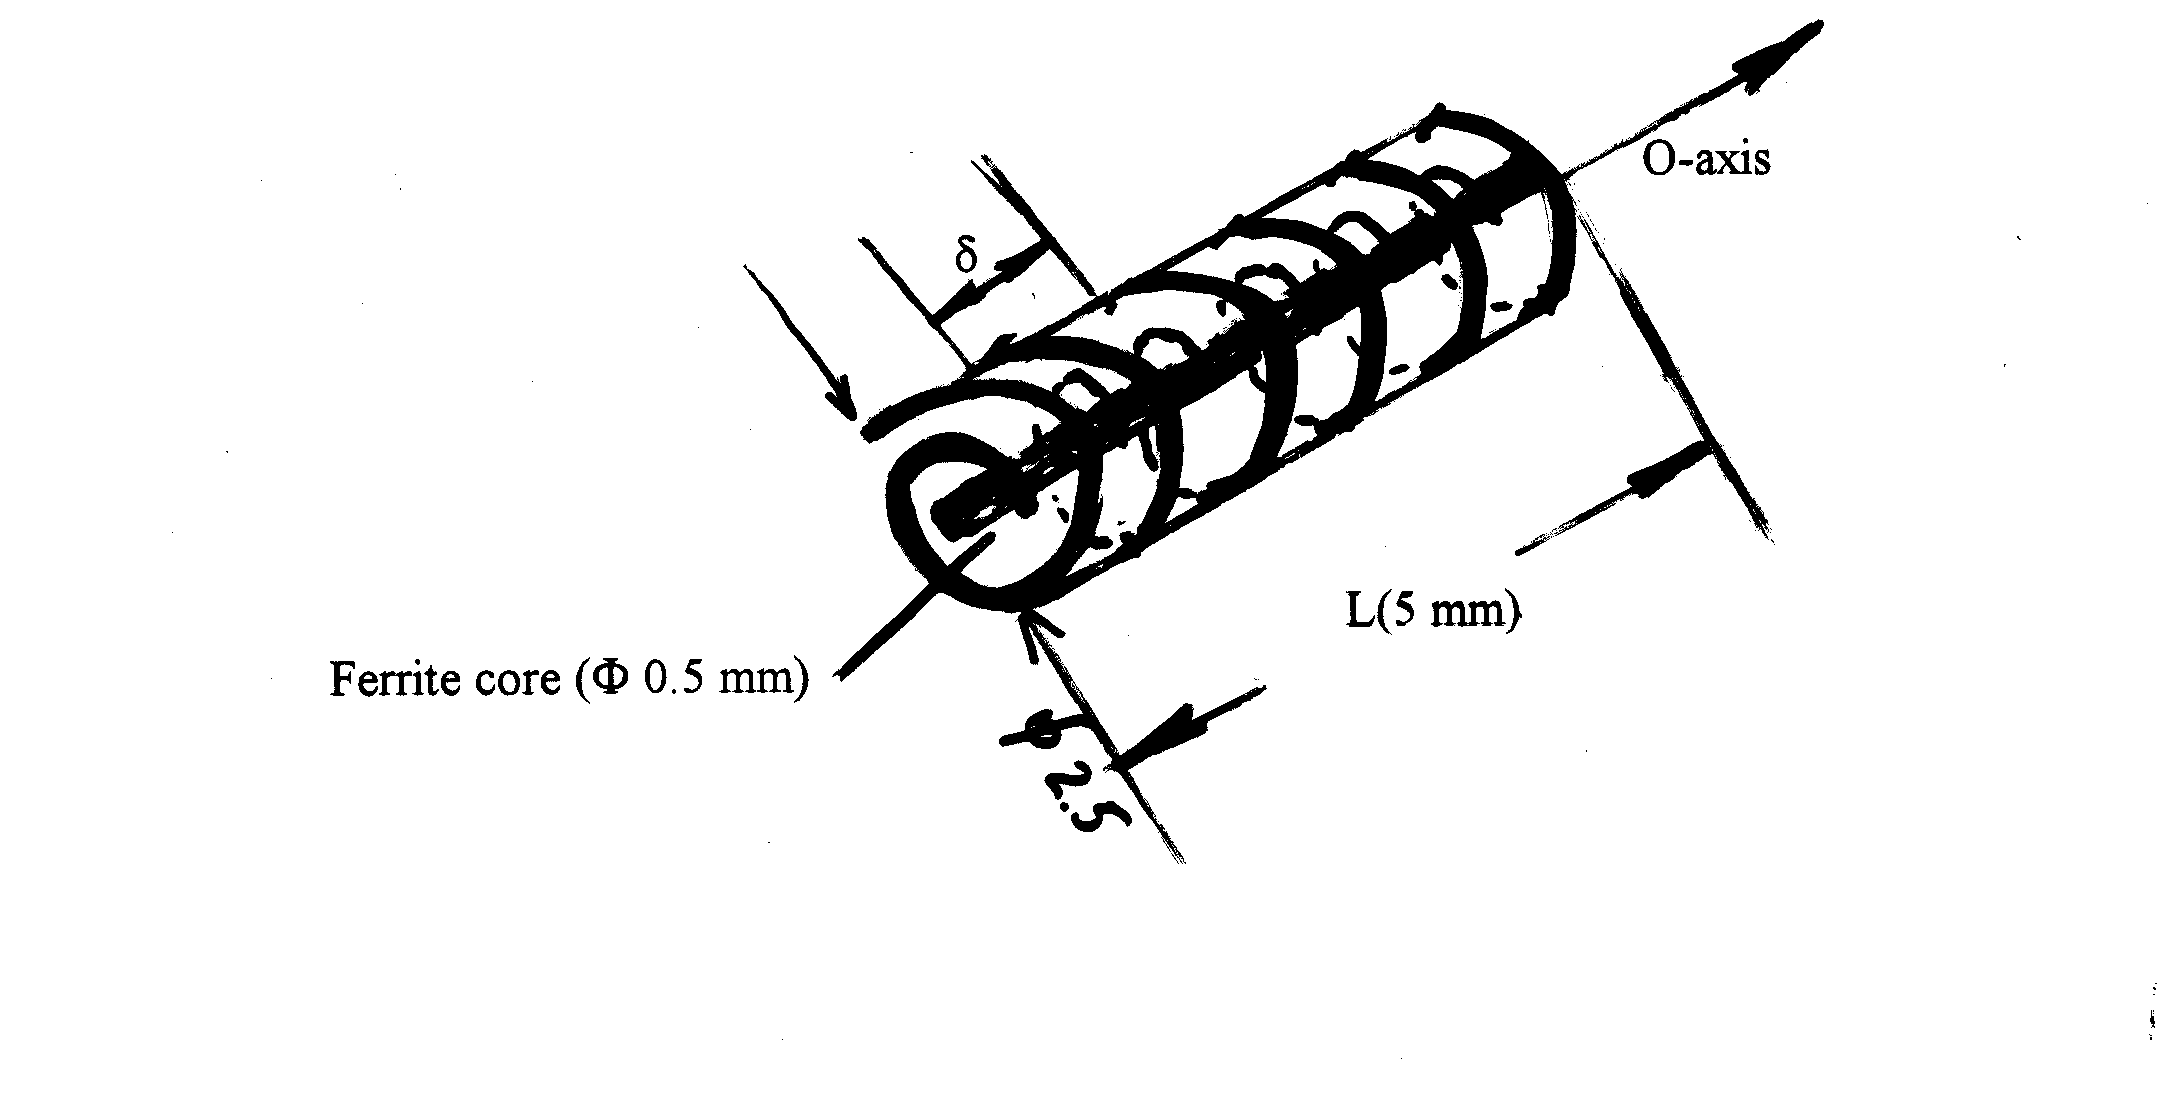 δ
O-axis
L(5 mm)
Ferrite core (Φ 0.5 mm)
ϕ 2.5